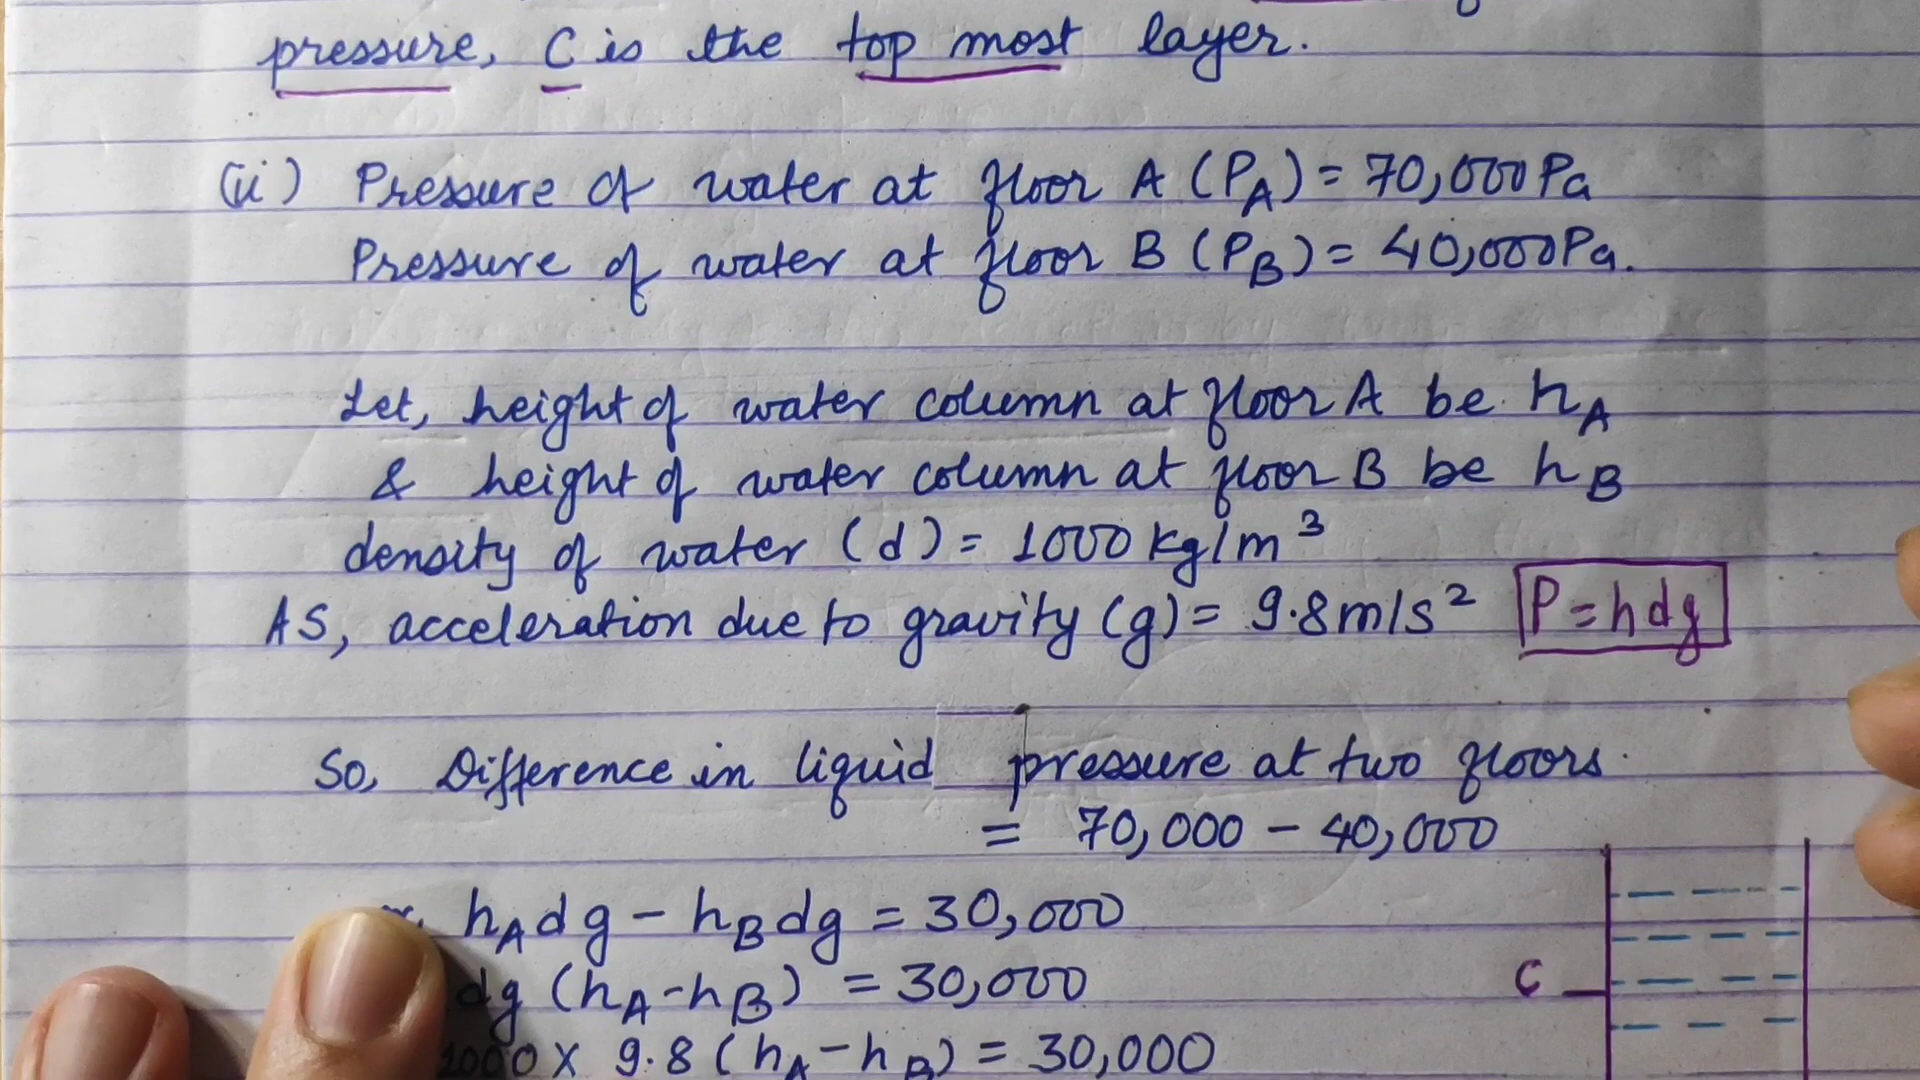 pressure, C is the top most layer.
(ii) Pressure of water at floor A (PA) = 70,000 Pa
Pressure of water at floor B (PB) = 40,000 Pa.
Let, height of water column at floor A be hA
& height of water column at floor B be hB
density of water (d) = 1000 kg/m³
AS, acceleration due to gravity (g) = 9.8 m/s² P = hdg
So, Difference in liquid pressure at two floors.
= 70,000 - 40,000
hAdg - hBdg = 30,000
dg (hA - hB) = 30,000
C
1000 × 9.8 (hA - hB) = 30,000